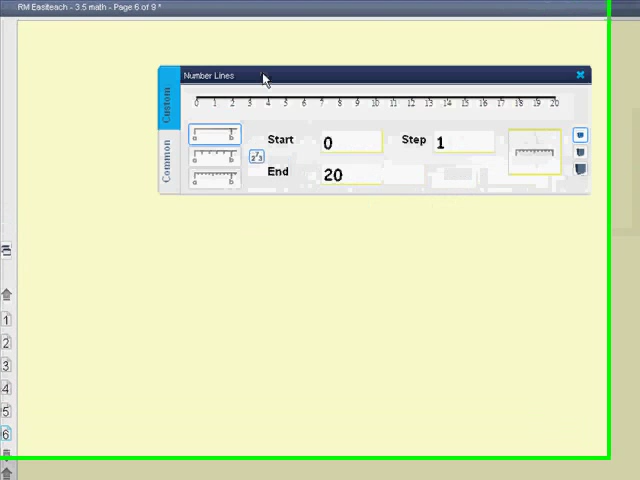 RM Easiteach - 3.5 math - Page 6 of 9 *
Number Lines
Custom
Common
0 1 2 3 4 5 6 7 8 9 10 11 12 13 14 15 16 17 18 19 20
Start 0 Step 1
End 20
1
2
3
4
5
6